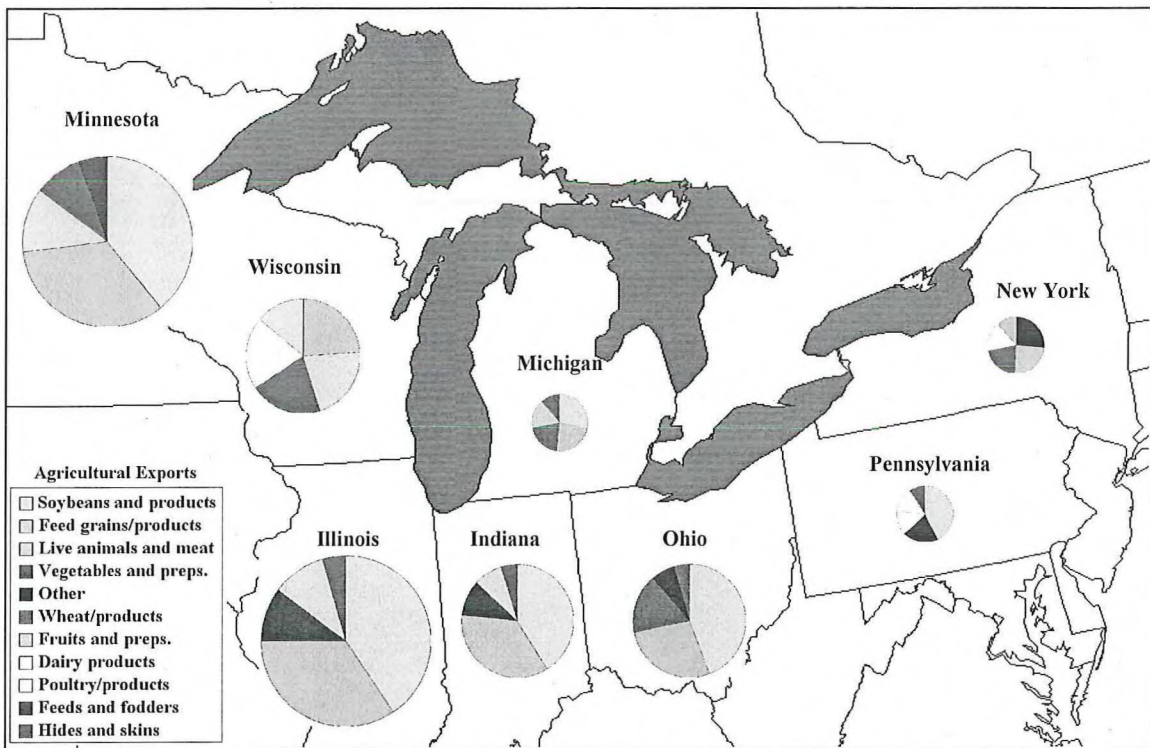 Minnesota
Wisconsin
New York
Michigan
Pennsylvania
Illinois
Indiana
Ohio
Agricultural Exports
Soybeans and products
Feed grains/products
Live animals and meat
Vegetables and preps.
Other
Wheat/products
Fruits and preps.
Dairy products
Poultry/products
Feeds and fodders
Hides and skins